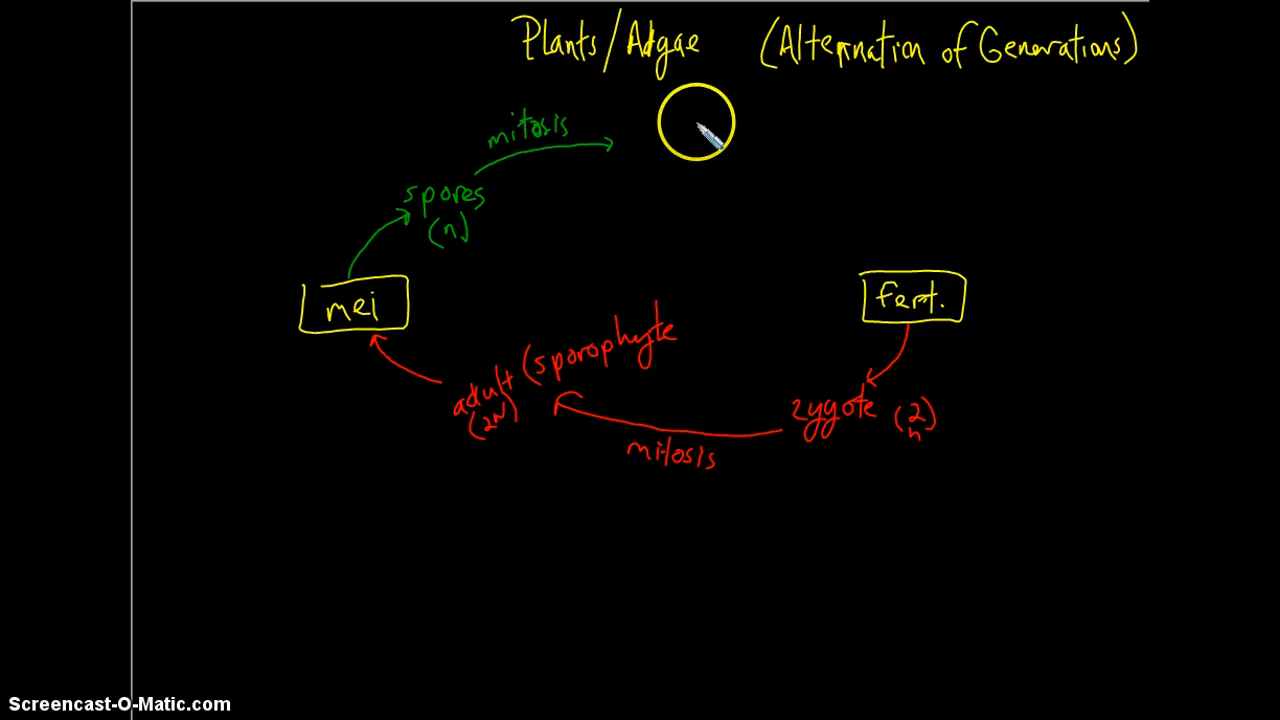 Plants/Algae (Alternation of Generations)
mitosis
spores
(n)
mei
fert.
adult (sporophyte
(2N)
zygote (2n)
mitosis
Screencast-O-Matic.com